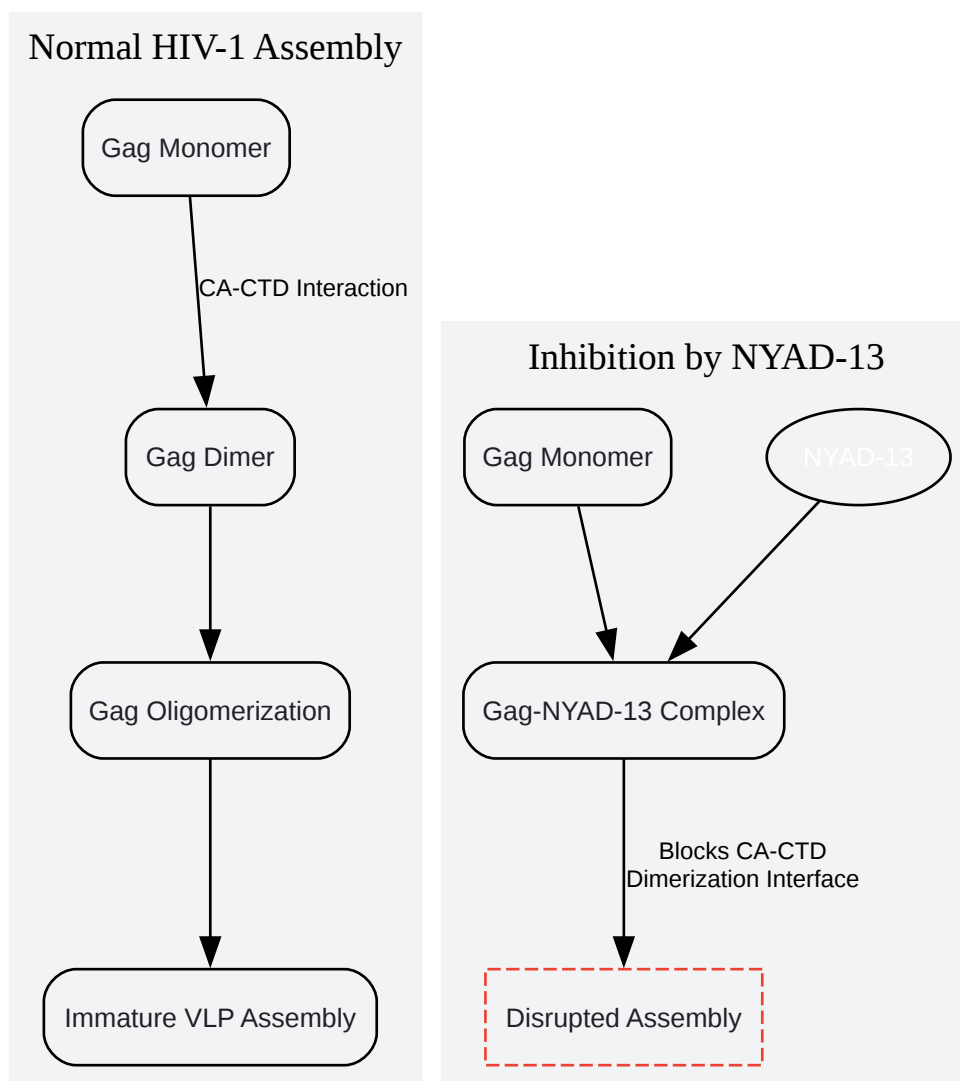 Normal HIV-1 Assembly
Gag Monomer
CA-CTD Interaction
Gag Dimer
Gag Oligomerization
Immature VLP Assembly
Inhibition by NYAD-13
Gag Monomer
NYAD-13
Gag-NYAD-13 Complex
Blocks CA-CTD
Dimerization Interface
Disrupted Assembly